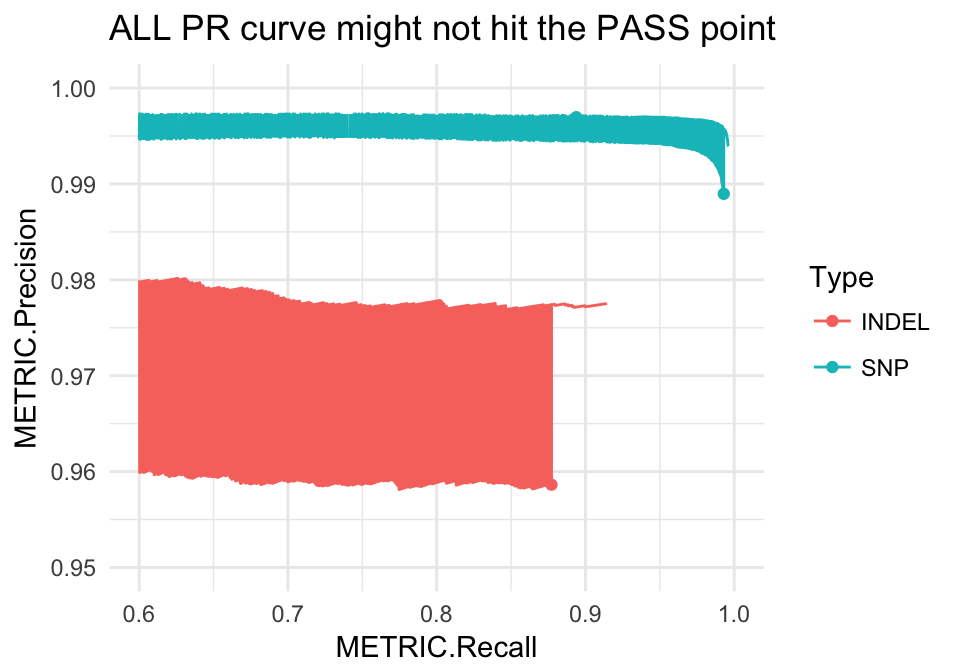 ALL PR curve might not hit the PASS point
METRIC.Precision
1.00
0.99
0.98
0.97
0.96
0.95
0.6
0.7
0.8
0.9
1.0
METRIC.Recall
Type
INDEL
SNP